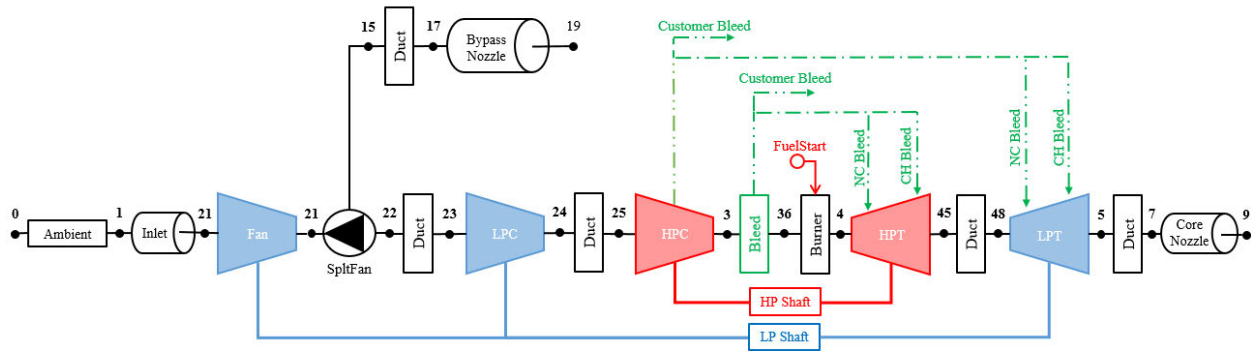 Customer Bleed
15
17
19
Duct
Bypass
Nozzle
Customer Bleed
FuelStart
NC Bleed
CH Bleed
NC Bleed
CH Bleed
0
1
21
21
22
23
24
25
3
36
4
45
48
5
7
9
Ambient
Inlet
Fan
SpltFan
Duct
LPC
Duct
HPC
Bleed
Burner
HPT
Duct
LPT
Duct
Core
Nozzle
HP Shaft
LP Shaft